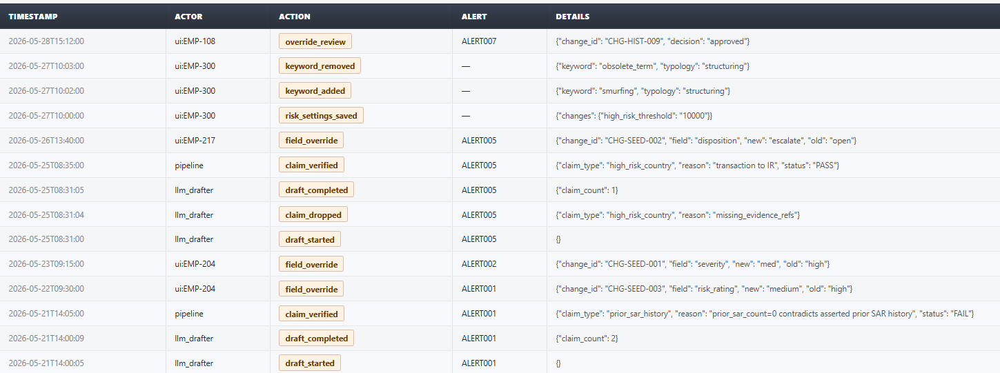 TIMESTAMP ACTOR ACTION ALERT DETAILS
2026-05-28T15:12:00 ui:EMP-108 override_review ALERT007 {"change_id": "CHG-HIST-009", "decision": "approved"}
2026-05-27T10:03:00 ui:EMP-300 keyword_removed — {"keyword": "obsolete_term", "typology": "structuring"}
2026-05-27T10:02:00 ui:EMP-300 keyword_added — {"keyword": "smurfing", "typology": "structuring"}
2026-05-27T10:00:00 ui:EMP-300 risk_settings_saved — {"changes": {"high_risk_threshold": "10000"}}
2026-05-26T13:40:00 ui:EMP-217 field_override ALERT005 {"change_id": "CHG-SEED-002", "field": "disposition", "new": "escalate", "old": "open"}
2026-05-25T08:35:00 pipeline claim_verified ALERT005 {"claim_type": "high_risk_country", "reason": "transaction to IR", "status": "PASS"}
2026-05-25T08:31:05 llm_drafter draft_completed ALERT005 {"claim_count": 1}
2026-05-25T08:31:04 llm_drafter claim_dropped ALERT005 {"claim_type": "high_risk_country", "reason": "missing_evidence_refs"}
2026-05-25T08:31:00 llm_drafter draft_started ALERT005 {}
2026-05-23T09:15:00 ui:EMP-204 field_override ALERT002 {"change_id": "CHG-SEED-001", "field": "severity", "new": "med", "old": "high"}
2026-05-22T09:30:00 ui:EMP-204 field_override ALERT001 {"change_id": "CHG-SEED-003", "field": "risk_rating", "new": "medium", "old": "high"}
2026-05-21T14:05:00 pipeline claim_verified ALERT001 {"claim_type": "prior_sar_history", "reason": "prior_sar_count=0 contradicts asserted prior SAR history", "status": "FAIL"}
2026-05-21T14:00:09 llm_drafter draft_completed ALERT001 {"claim_count": 2}
2026-05-21T14:00:05 llm_drafter draft_started ALERT001 {}